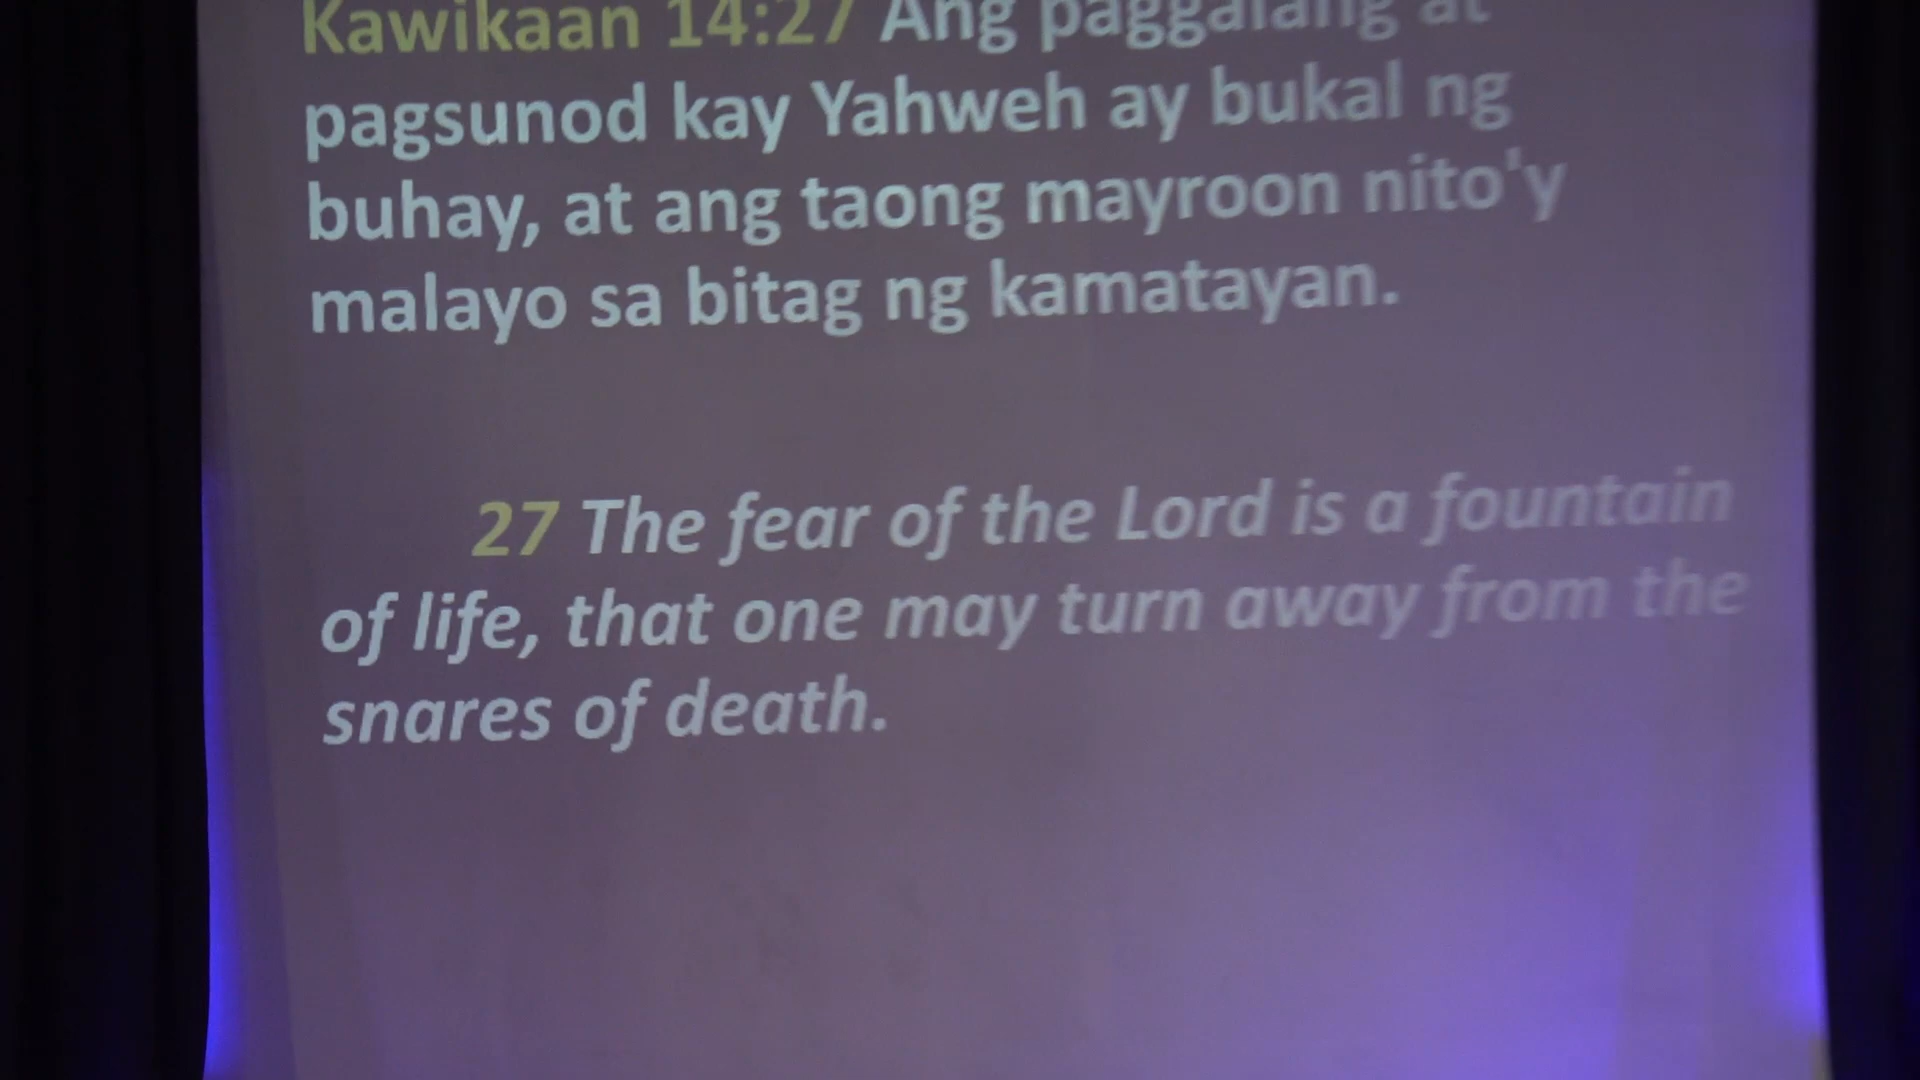 Kawikaan 14:27 Ang paggalang at
pagsunod kay Yahweh ay bukal ng
buhay, at ang taong mayroon nito'y
malayo sa bitag ng kamatayan.
27 The fear of the Lord is a fountain
of life, that one may turn away from the
snares of death.